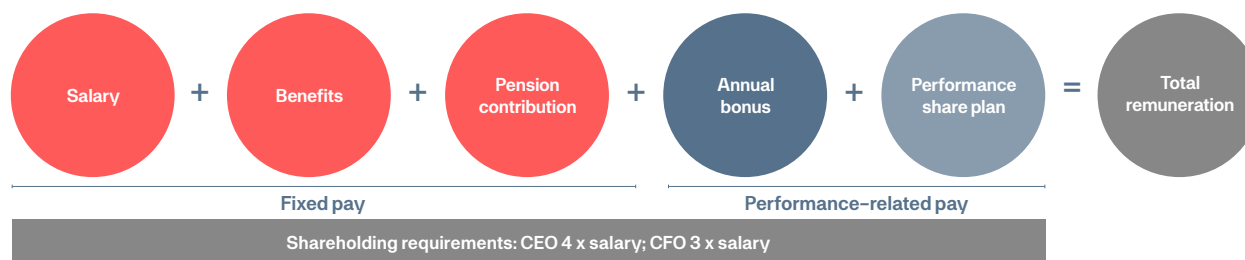 Salary
+
Benefits
+
Pension
contribution
+
Annual
bonus
+
Performance
share plan
=
Total
remuneration
Fixed pay
Performance-related pay
Shareholding requirements: CEO 4 x salary; CFO 3 x salary